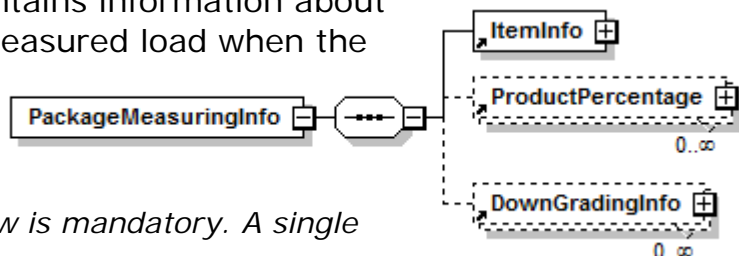 ntains information about
easured load when the
ItemInfo
ProductPercentage
0..∞
PackageMeasuringInfo
DownGradingInfo
0..∞
w is mandatory. A single